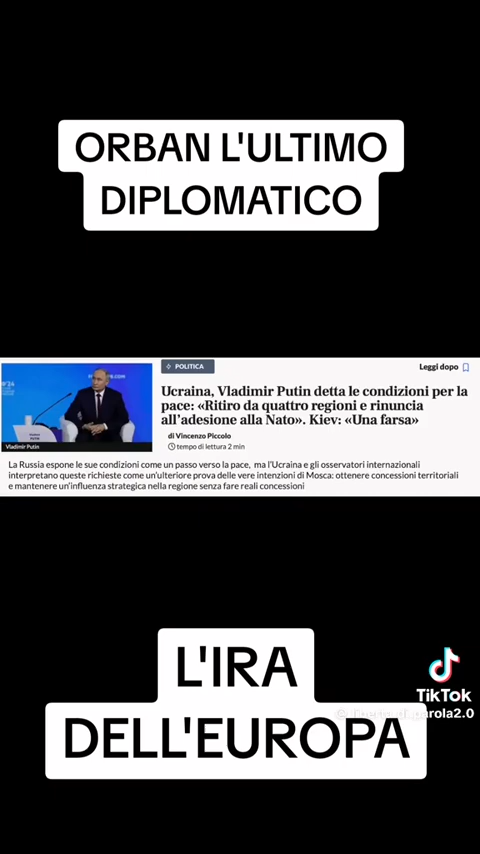 ORBAN L'ULTIMO
DIPLOMATICO
POLITICA
Leggi dopo
Ucraina, Vladimir Putin detta le condizioni per la
pace: «Ritiro da quattro regioni e rinuncia
all'adesione alla Nato». Kiev: «Una farsa»
di Vincenzo Piccolo
tempo di lettura 2 min
Vladimir Putin
La Russia espone le sue condizioni come un passo verso la pace, ma l'Ucraina e gli osservatori internazionali
interpretano queste richieste come un'ulteriore prova delle vere intenzioni di Mosca: ottenere concessioni territoriali
e mantenere un'influenza strategica nella regione senza fare reali concessioni
L'IRA
DELL'EUROPA
TikTok